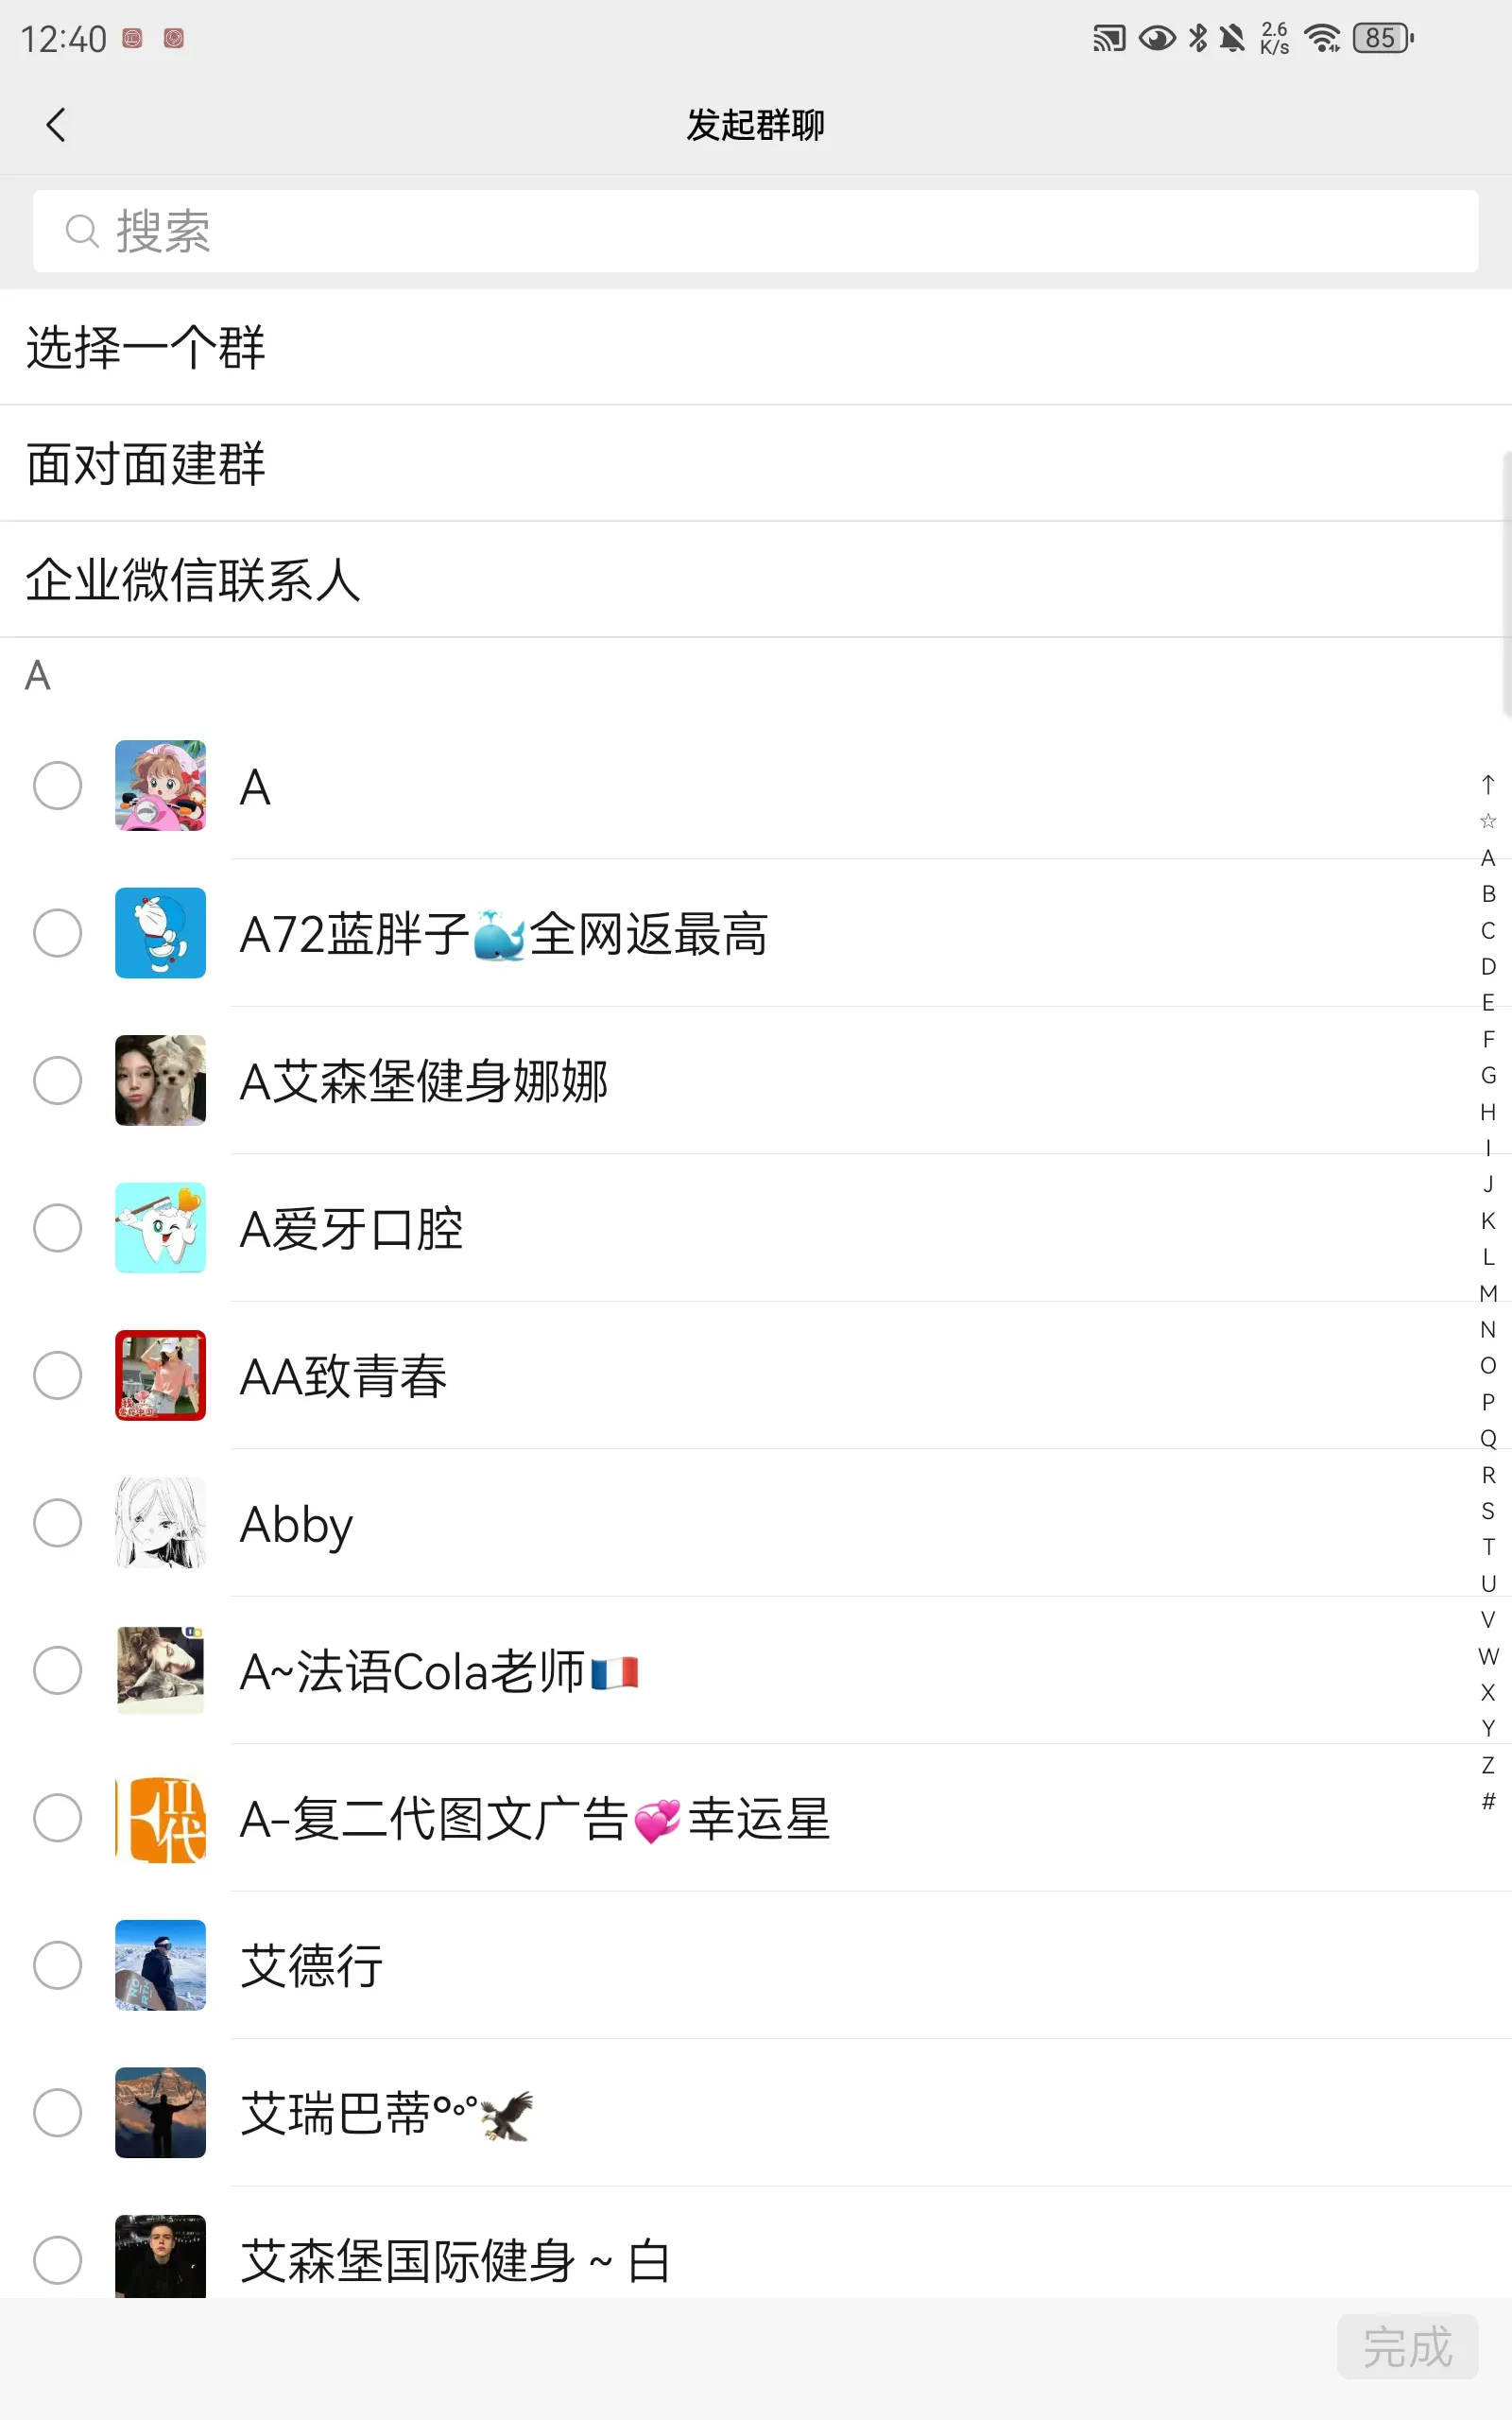 12:40
2.6
K/s
85
发起群聊
搜索
选择一个群
面对面建群
企业微信联系人
A
A
A72蓝胖子🐳全网返最高
A艾森堡健身娜娜
A爱牙口腔
AA致青春
Abby
A~法语Cola老师🇫🇷
A-复二代图文广告💞幸运星
艾德行
艾瑞巴蒂°°°🦅
艾森堡国际健身 ~ 白
↑
☆
A
B
C
D
E
F
G
H
I
J
K
L
M
N
O
P
Q
R
S
T
U
V
W
X
Y
Z
#
完成